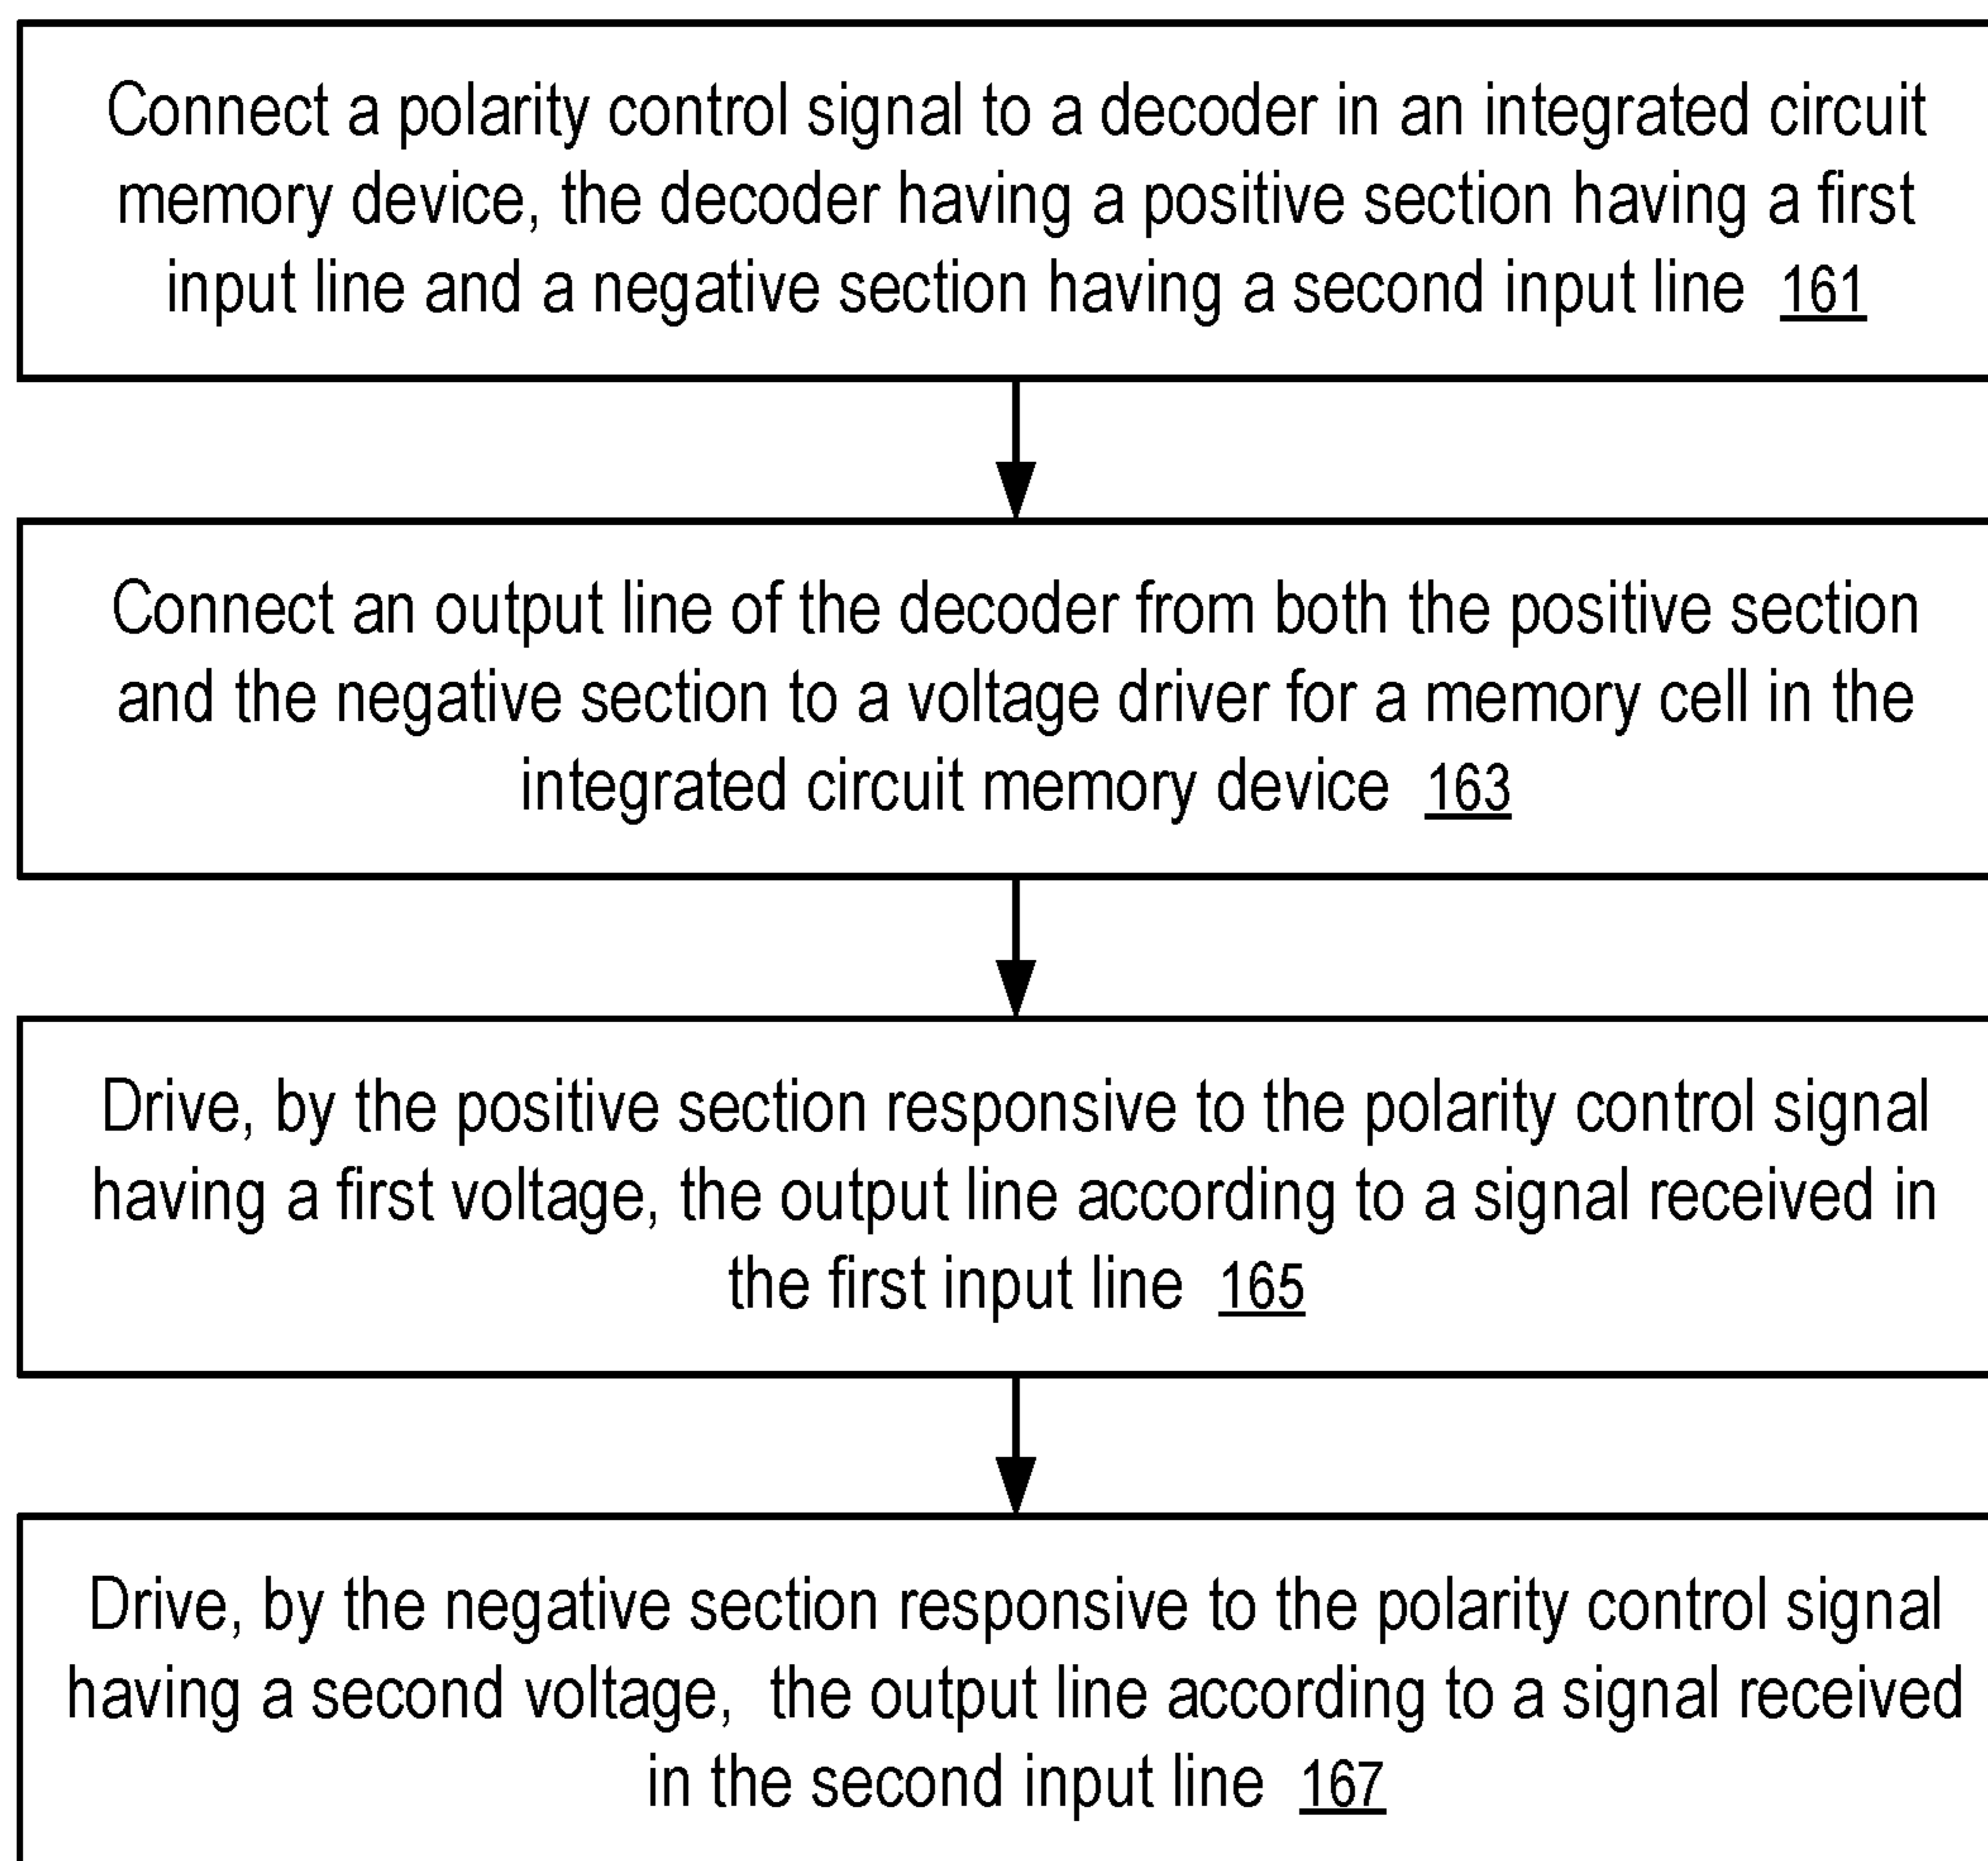 Connect a polarity control signal to a decoder in an integrated circuit
memory device, the decoder having a positive section having a first
input line and a negative section having a second input line 161
Connect an output line of the decoder from both the positive section
and the negative section to a voltage driver for a memory cell in the
integrated circuit memory device 163
Drive, by the positive section responsive to the polarity control signal
having a first voltage, the output line according to a signal received in
the first input line 165
Drive, by the negative section responsive to the polarity control signal
having a second voltage, the output line according to a signal received
in the second input line 167